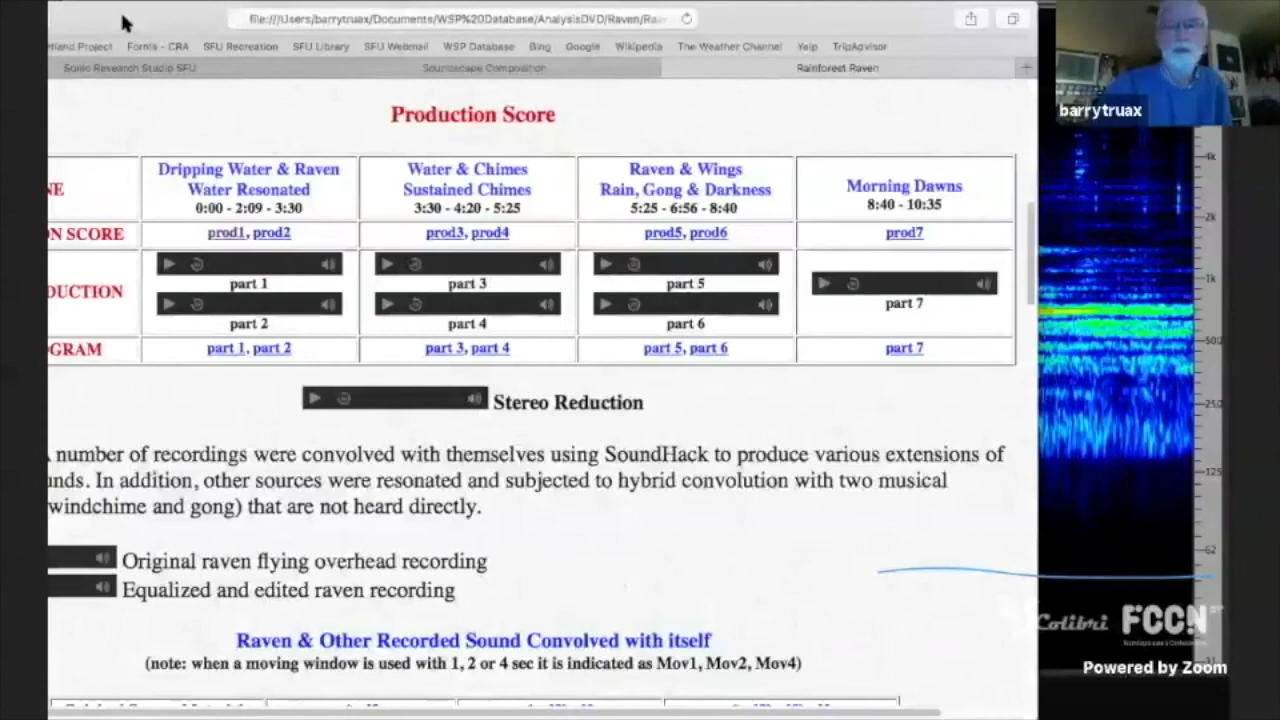 file:///Users/barrytruax/Documents/WSP%20Database/AnalysisDVD/Raven/Ra
rtland Project Forms - CRA SFU Recreation SFU Library SFU Webmail WSP Database Bing Google Wikipedia The Weather Channel Yelp TripAdvisor
Sonic Research Studio SFU Soundscape Composition Rainforest Raven
barrytruax
Production Score
NE
Dripping Water & Raven
Water Resonated
0:00 - 2:09 - 3:30
Water & Chimes
Sustained Chimes
3:30 - 4:20 - 5:25
Raven & Wings
Rain, Gong & Darkness
5:25 - 6:56 - 8:40
Morning Dawns
8:40 - 10:35
N SCORE prod1, prod2 prod3, prod4 prod5, prod6 prod7
DUCTION
part 1
part 2
part 3
part 4
part 5
part 6
part 7
GRAM part 1, part 2 part 3, part 4 part 5, part 6 part 7
Stereo Reduction
number of recordings were convolved with themselves using SoundHack to produce various extensions of
unds. In addition, other sources were resonated and subjected to hybrid convolution with two musical
windchime and gong) that are not heard directly.
Original raven flying overhead recording
Equalized and edited raven recording
Raven & Other Recorded Sound Convolved with itself
(note: when a moving window is used with 1, 2 or 4 sec it is indicated as Mov1, Mov2, Mov4)
4k
2k
1k
500
250
125
62
Colibri FCCN
Powered by Zoom